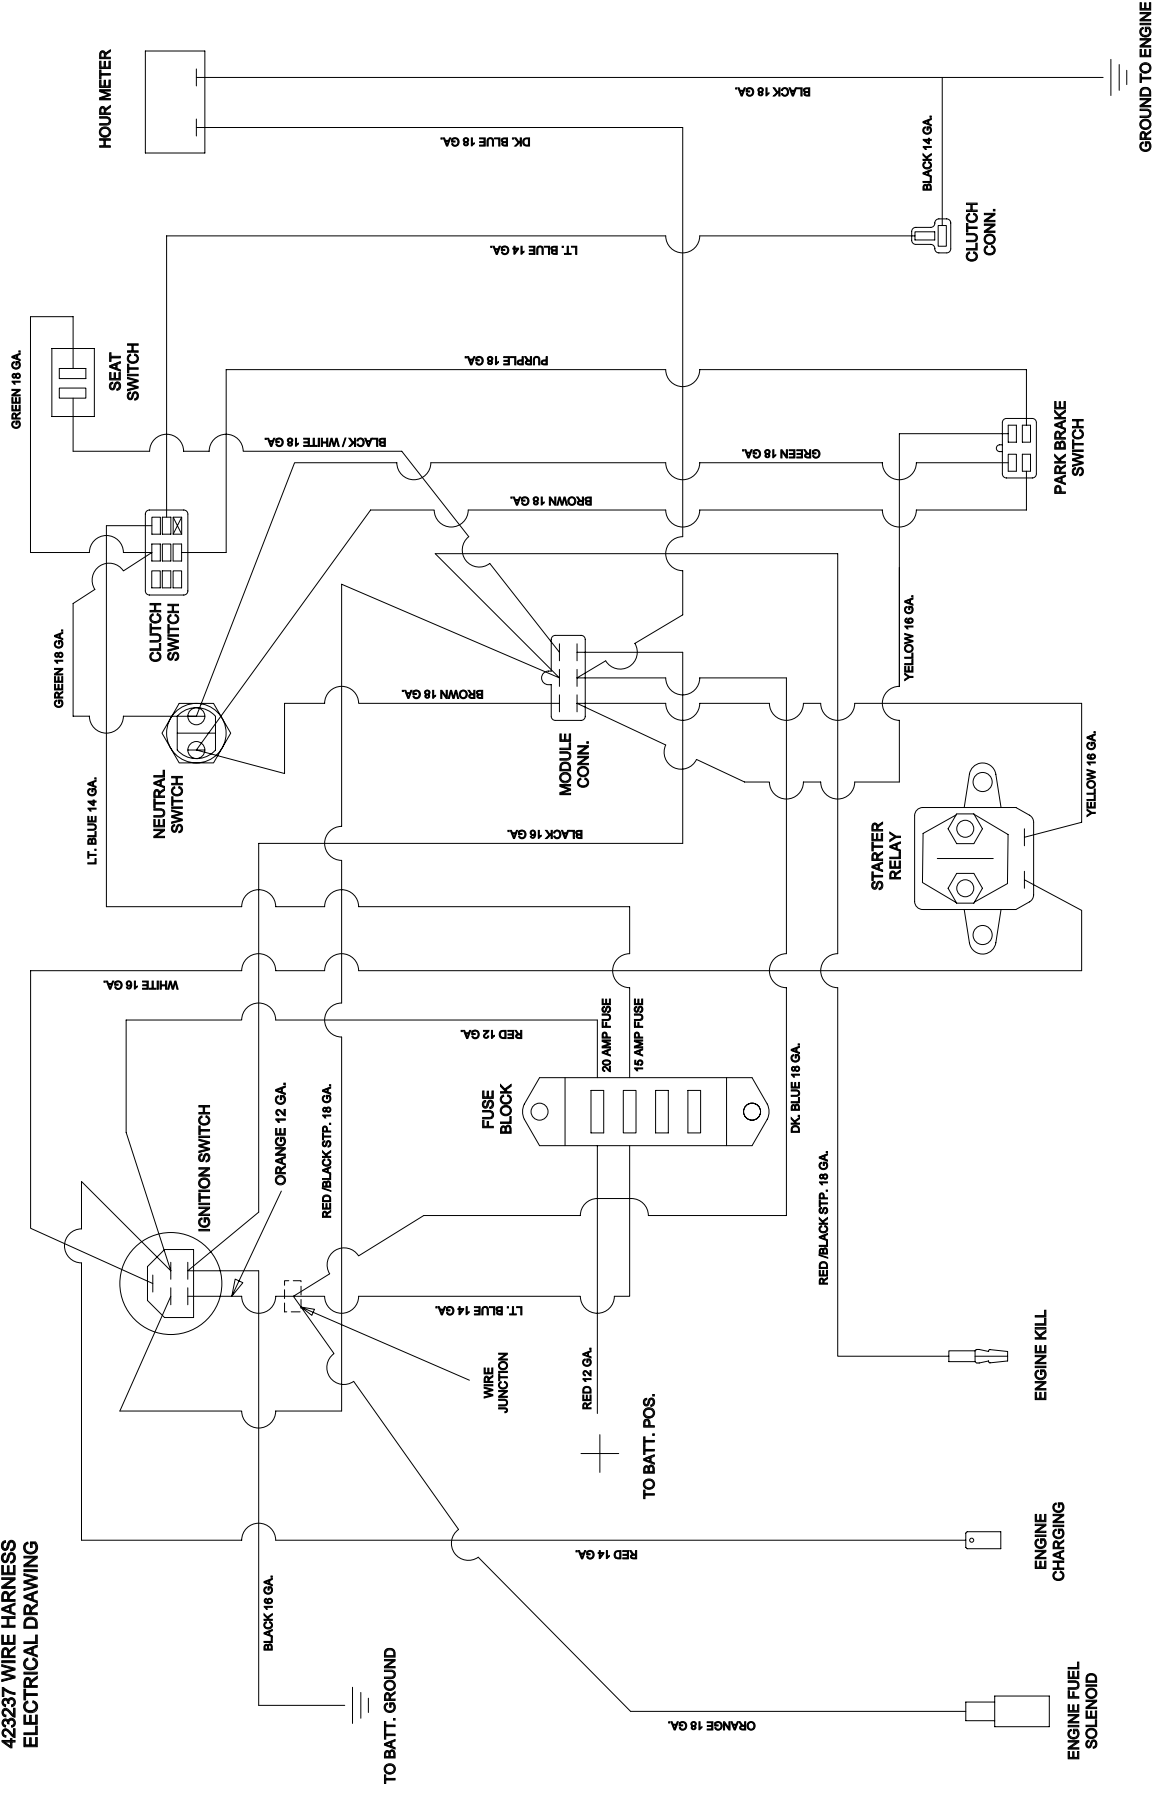 423237 WIRE HARNESS
ELECTRICAL DRAWING
HOUR METER
BLACK 18 GA.
GROUND TO ENGINE
DK. BLUE 18 GA.
BLACK 14 GA.
LT. BLUE 14 GA.
CLUTCH
CONN.
GREEN 18 GA.
SEAT
SWITCH
PURPLE 18 GA.
BLACK / WHITE 18 GA.
GREEN 18 GA.
PARK BRAKE
SWITCH
BROWN 18 GA.
CLUTCH
SWITCH
GREEN 18 GA.
YELLOW 16 GA.
BROWN 18 GA.
MODULE
CONN.
NEUTRAL
SWITCH
LT. BLUE 14 GA.
BLACK 16 GA.
YELLOW 16 GA.
STARTER
RELAY
WHITE 16 GA.
RED 12 GA.
20 AMP FUSE
15 AMP FUSE
FUSE
BLOCK
DK. BLUE 18 GA.
IGNITION SWITCH
ORANGE 12 GA.
RED /BLACK STP. 18 GA.
RED /BLACK STP. 18 GA.
LT. BLUE 14 GA.
WIRE
JUNCTION
RED 12 GA.
TO BATT. POS.
ENGINE KILL
RED 14 GA.
ENGINE
CHARGING
BLACK 16 GA.
TO BATT. GROUND
ORANGE 18 GA.
ENGINE FUEL
SOLENOID